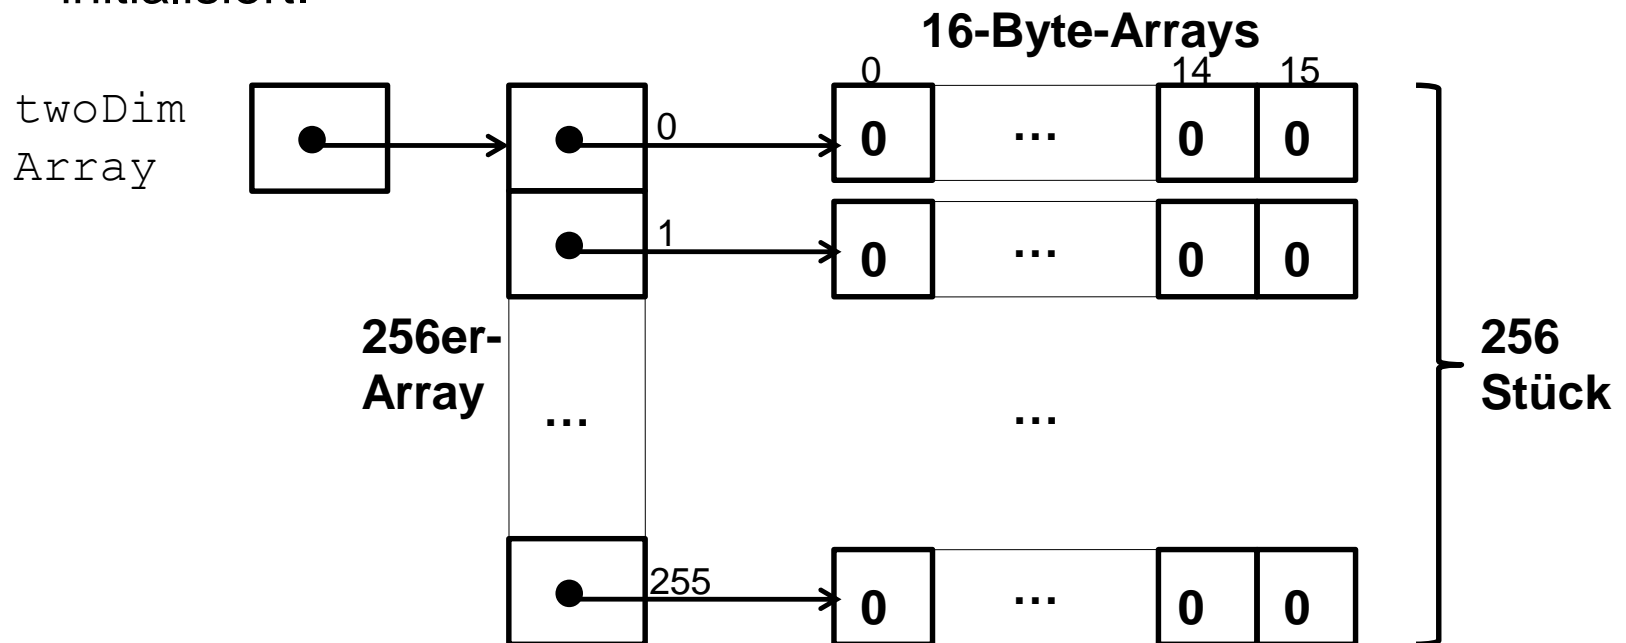 initialisiert.
16-Byte-Arrays
0 14 15
twoDim
Array
0
0 … 0 0
1
0 … 0 0
256er-
Array
… …
256
Stück
255
0 … 0 0